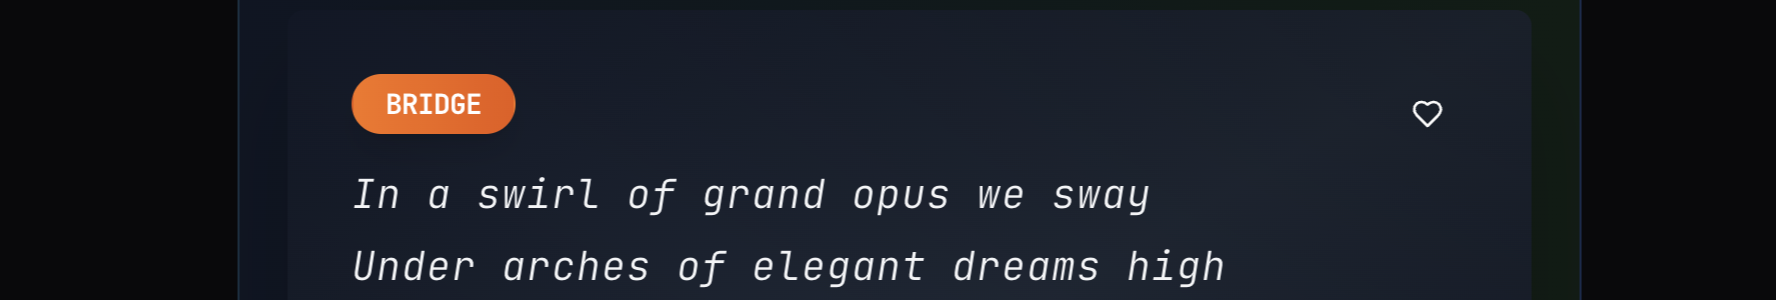 BRIDGE
In a swirl of grand opus we sway
Under arches of elegant dreams high